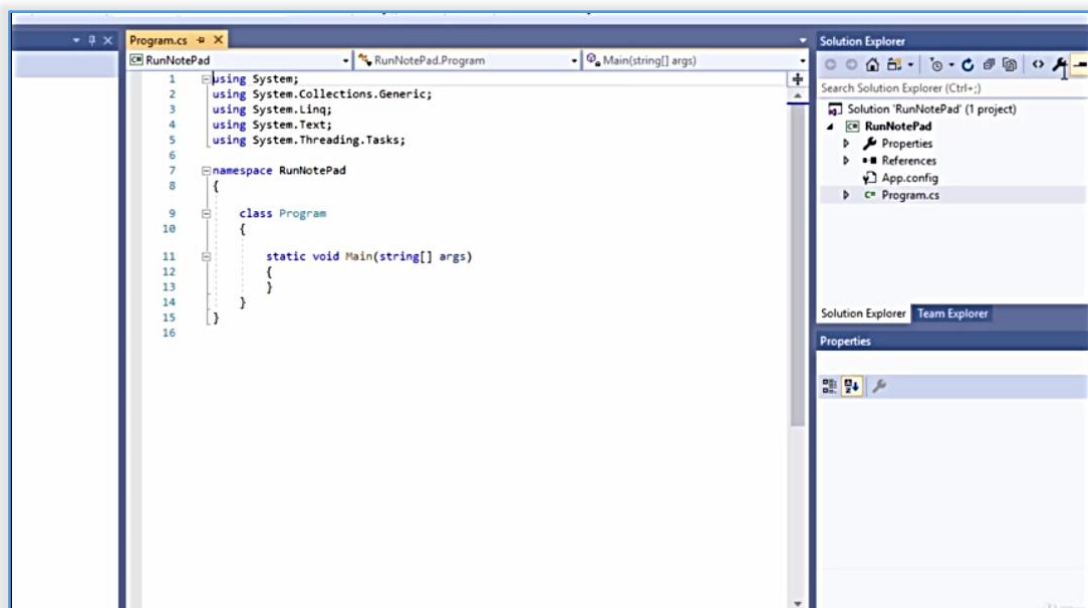 Program.cs
RunNotePad
RunNotePad.Program
Main(string[] args)
1 using System;
2 using System.Collections.Generic;
3 using System.Linq;
4 using System.Text;
5 using System.Threading.Tasks;
6
7 namespace RunNotePad
8 {
9 class Program
10 {
11 static void Main(string[] args)
12 {
13 }
14 }
15 }
16
Solution Explorer
Search Solution Explorer (Ctrl+;)
Solution 'RunNotePad' (1 project)
RunNotePad
Properties
References
App.config
Program.cs
Solution Explorer Team Explorer
Properties